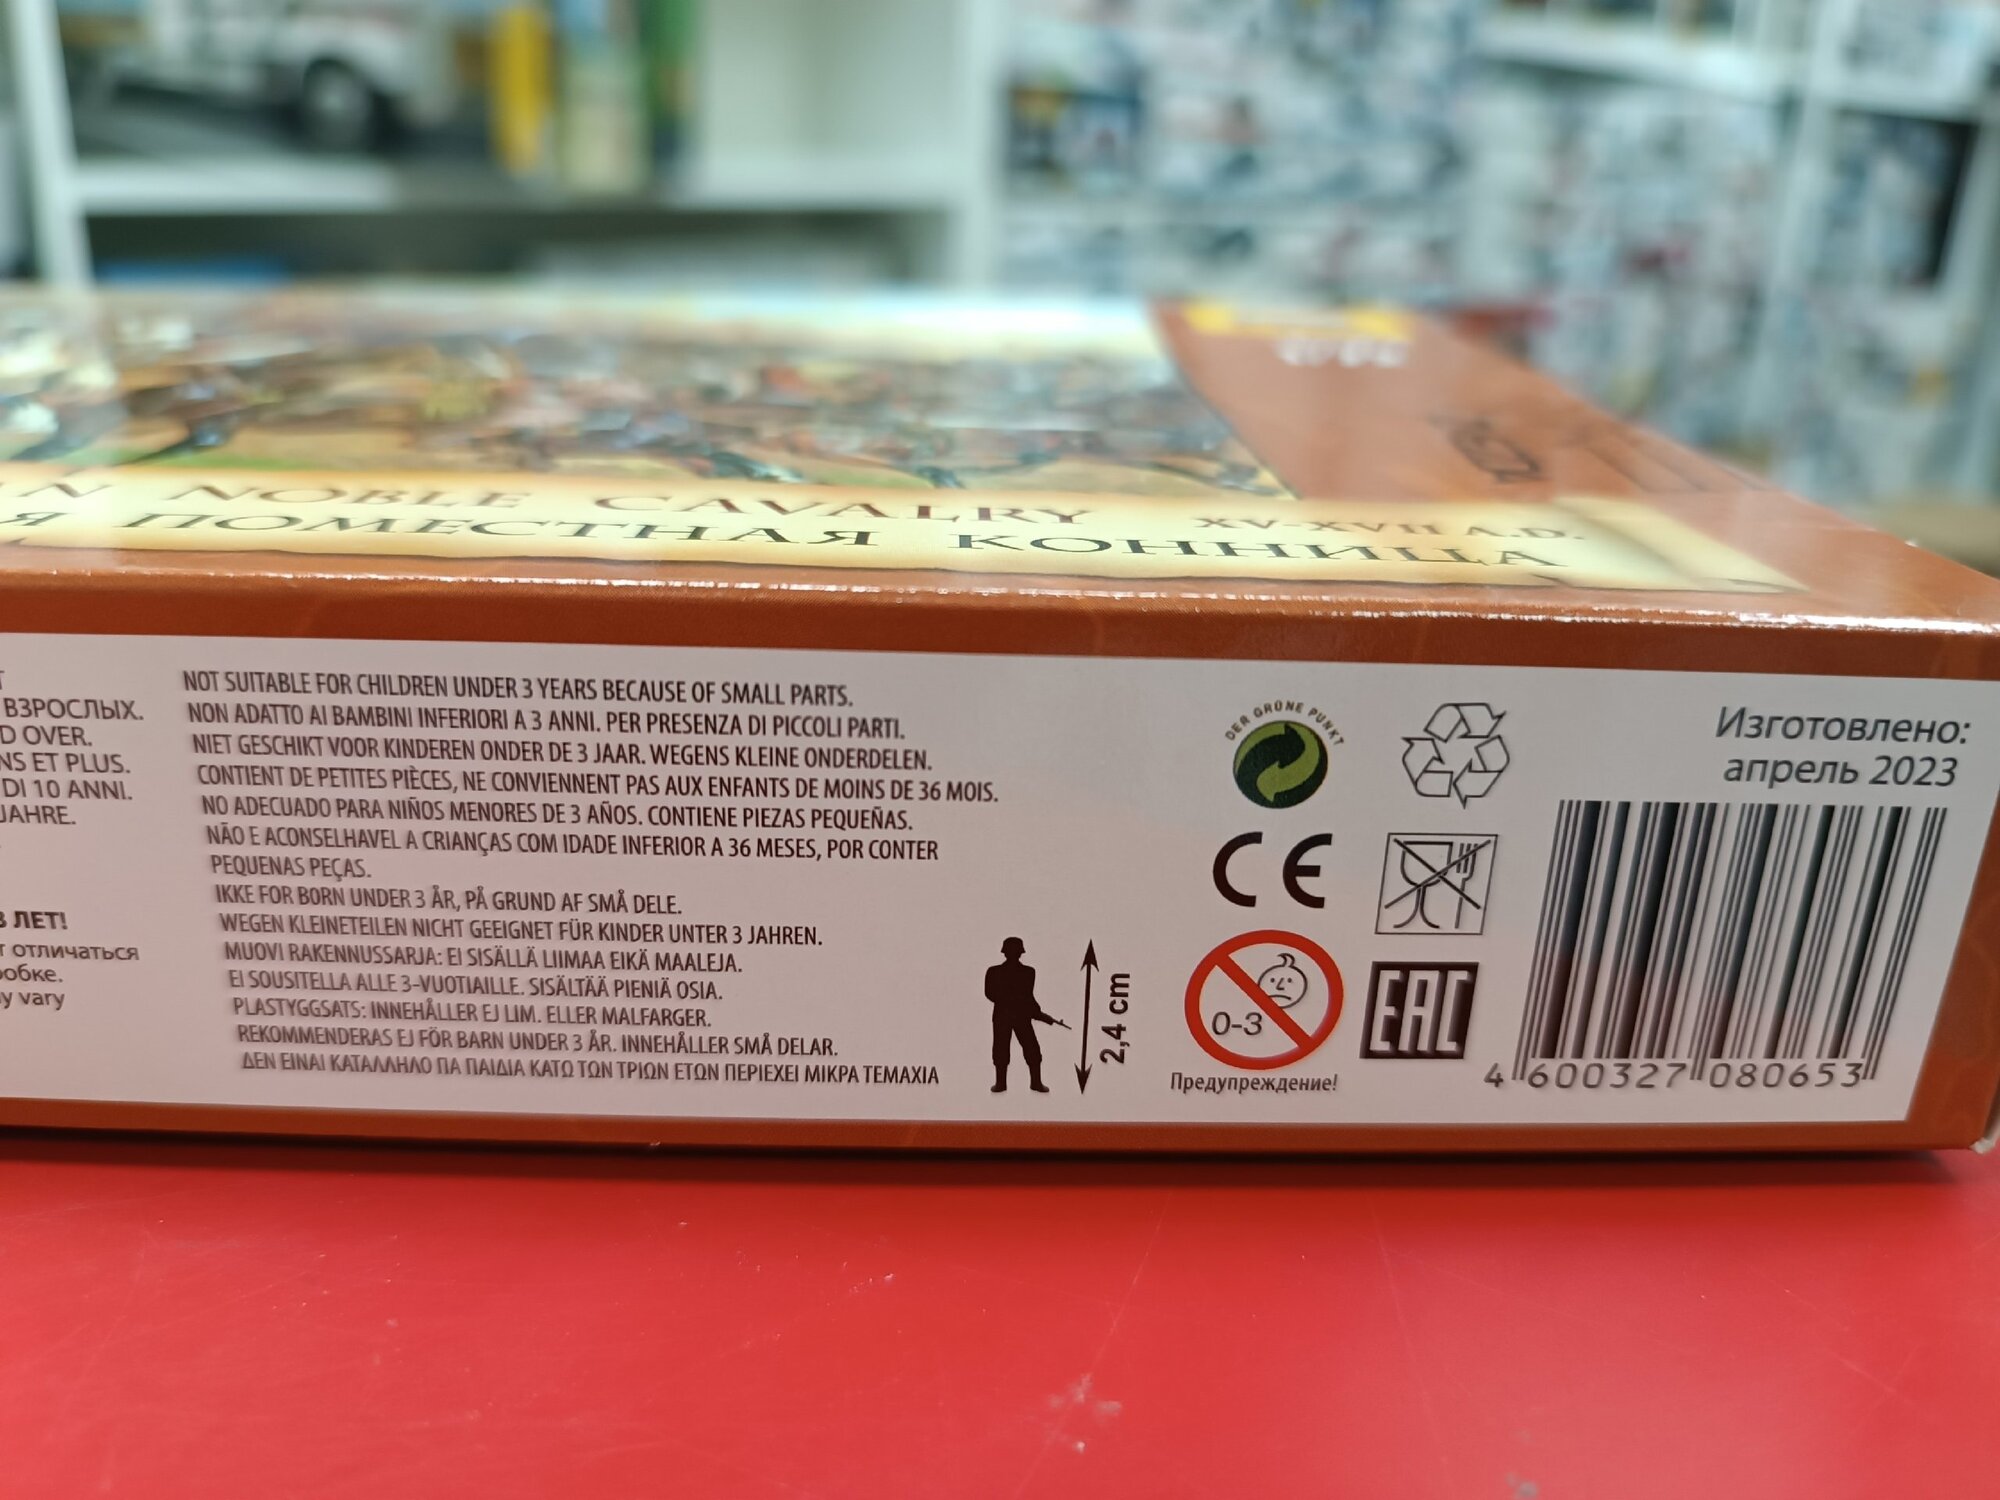 N NOBLE CAVALRY XV-XVII A.D.
Я ПОМЕСТНАЯ КОННИЦА
Т
ВЗРОСЛЫХ.
D OVER.
NS ET PLUS.
DI 10 ANNI.
JAHRE.
3 ЛЕТ!
т отличаться
робке.
y vary
NOT SUITABLE FOR CHILDREN UNDER 3 YEARS BECAUSE OF SMALL PARTS.
NON ADATTO AI BAMBINI INFERIORI A 3 ANNI. PER PRESENZA DI PICCOLI PARTI.
NIET GESCHIKT VOOR KINDEREN ONDER DE 3 JAAR. WEGENS KLEINE ONDERDELEN.
CONTIENT DE PETITES PIÈCES, NE CONVIENNENT PAS AUX ENFANTS DE MOINS DE 36 MOIS.
NO ADECUADO PARA NIÑOS MENORES DE 3 AÑOS. CONTIENE PIEZAS PEQUEÑAS.
NÃO E ACONSELHAVEL A CRIANÇAS COM IDADE INFERIOR A 36 MESES, POR CONTER
PEQUENAS PEÇAS.
IKKE FOR BØRN UNDER 3 ÅR, PÅ GRUND AF SMÅ DELE.
WEGEN KLEINETEILEN NICHT GEEIGNET FÜR KINDER UNTER 3 JAHREN.
MUOVI RAKENNUSSARJA: EI SISÄLLÄ LIIMAA EIKÄ MAALEJA.
EI SOUSITELLA ALLE 3-VUOTIAILLE. SISÄLTÄÄ PIENIÄ OSIA.
PLASTYGGSATS: INNEHÅLLER EJ LIM. ELLER MALFARGER.
REKOMMENDERAS EJ FÖR BARN UNDER 3 ÅR. INNEHÅLLER SMÅ DELAR.
ΔΕΝ ΕΙΝΑΙ ΚΑΤΑΛΛΗΛΟ ΓΙΑ ΠΑΙΔΙΑ ΚΑΤΩ ΤΩΝ ΤΡΙΩΝ ΕΤΩΝ ΠΕΡΙΕΧΕΙ ΜΙΚΡΑ ΤΕΜΑΧΙΑ
2,4 cm
DER GRÜNE PUNKT
CE
0-3
Предупреждение!
EAC
Изготовлено:
апрель 2023
4 600327 080653